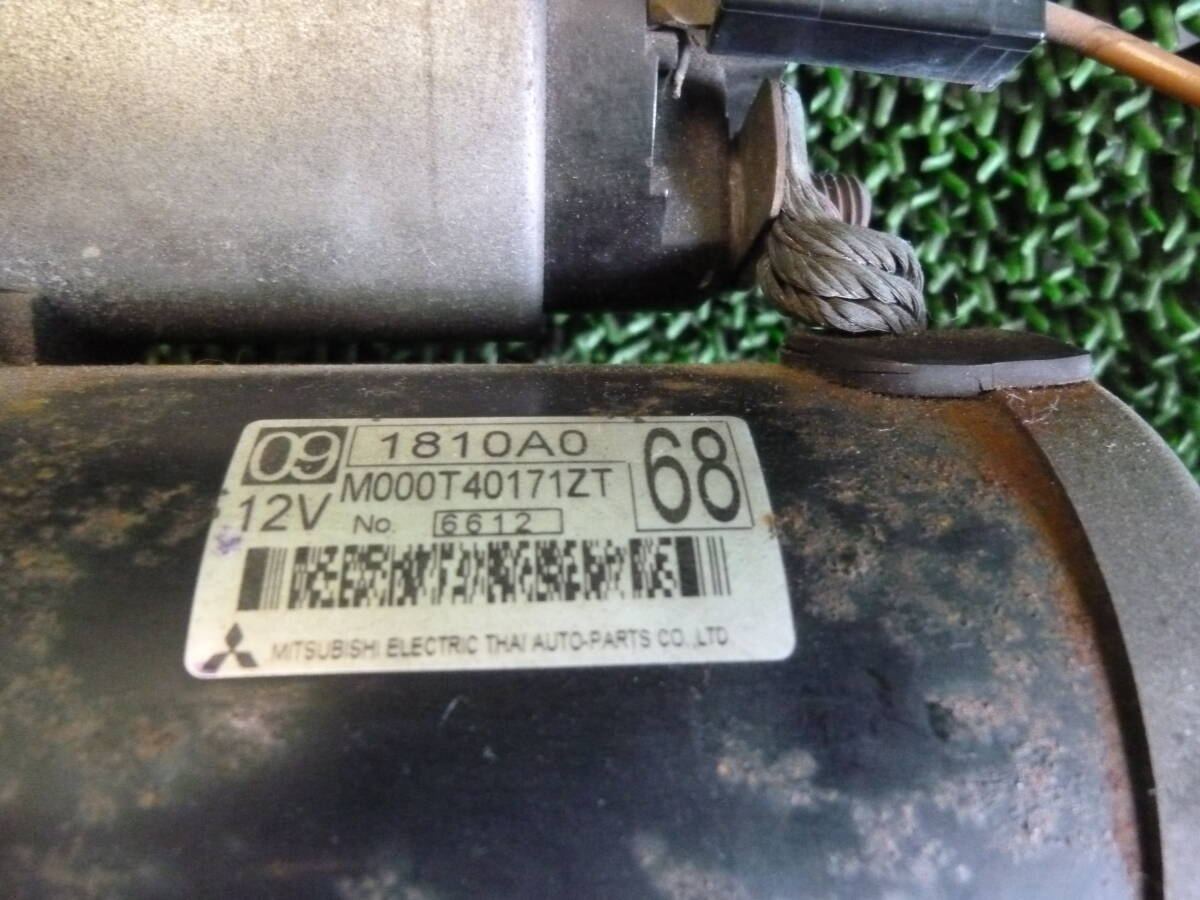 09 1810A0 68
M000T40171ZT
12V No. 6612
MITSUBISHI ELECTRIC THAI AUTO-PARTS CO.,LTD